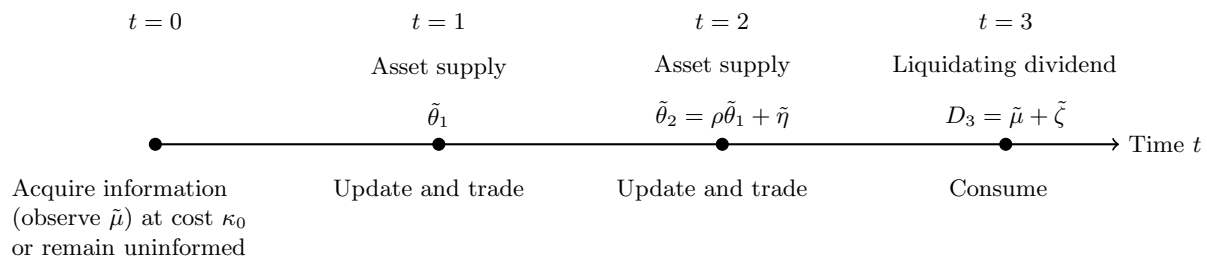 t = 0
t = 1
t = 2
t = 3
Asset supply
Asset supply
Liquidating dividend
θ̃₁
θ̃₂ = ρθ̃₁ + η̃
D₃ = μ̃ + ζ̃
Time t
Acquire information
(observe μ̃) at cost κ₀
or remain uninformed
Update and trade
Update and trade
Consume